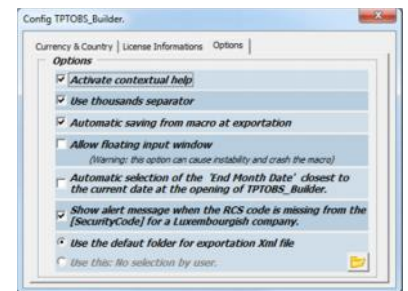 Config TPTOBS_Builder.
Currency & Country
License Informations
Options
Options
Activate contextual help
Use thousands separator
Automatic saving from macro at exportation
Allow floating input window
(Warning: this option can cause instability and crash the macro)
Automatic selection of the 'End Month Date' closest to
the current date at the opening of TPTOBS_Builder.
Show alert message when the RCS code is missing from the
[SecurityCode] for a Luxembourgish company.
Use the defaut folder for exportation Xml file
Use this: No selection by user.